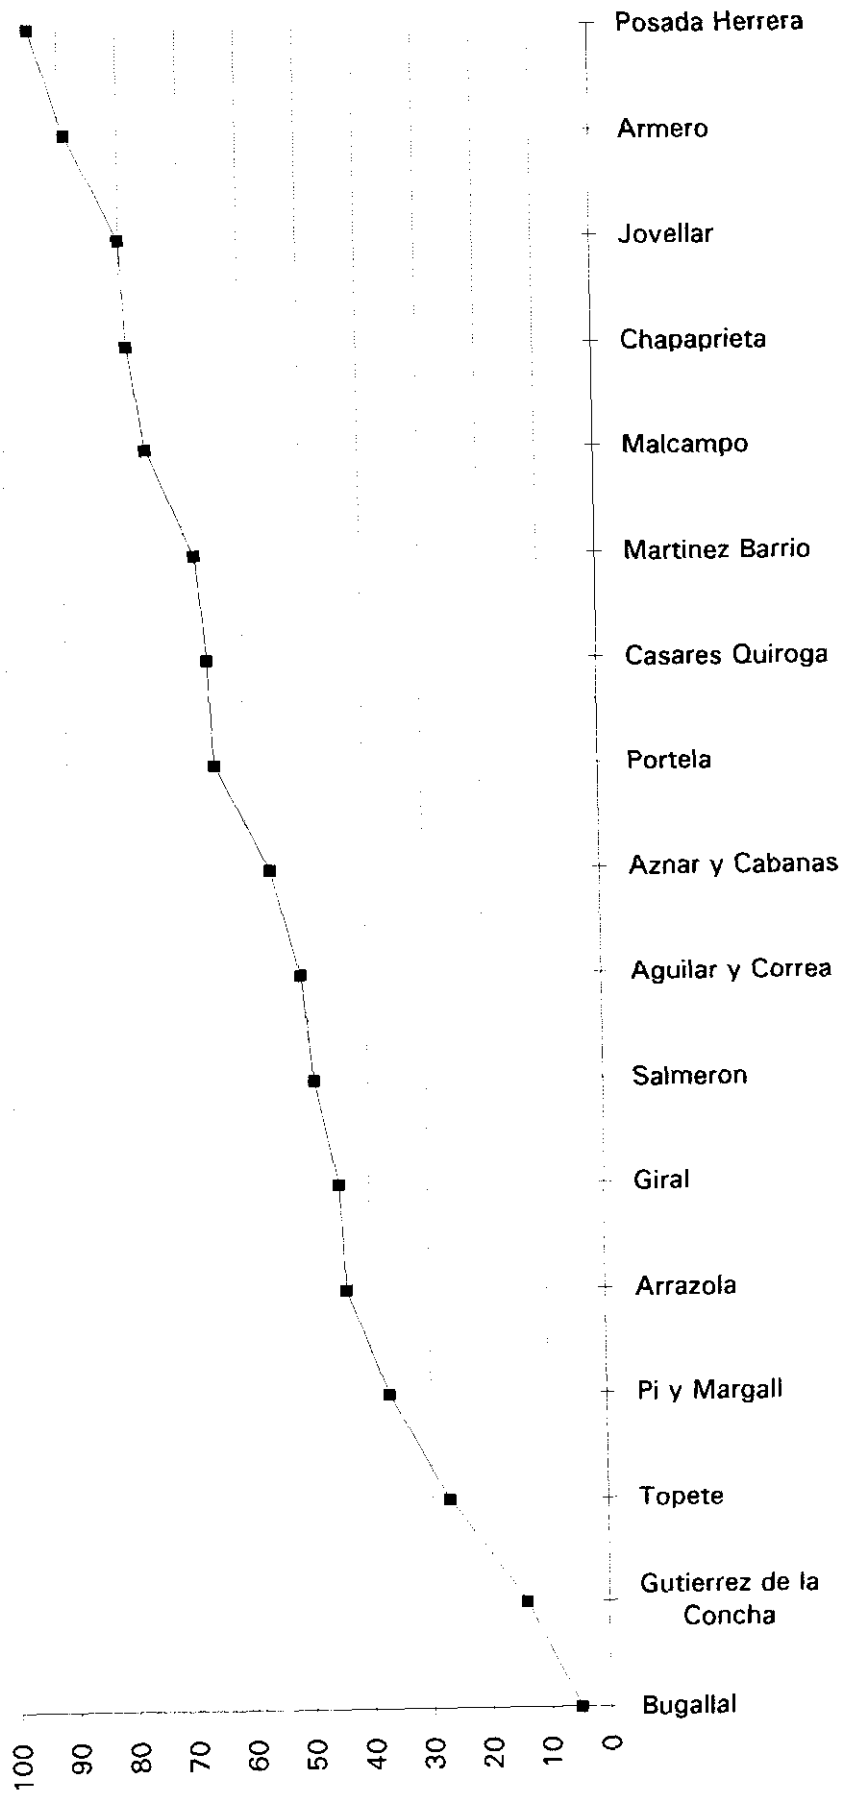 Posada Herrera
Armero
Jovellar
Chapaprieta
Malcampo
Martinez Barrio
Casares Quiroga
Portela
Aznar y Cabanas
Aguilar y Correa
Salmeron
Giral
Arrazola
Pi y Margall
Topete
Gutierrez de la
Concha
Bugallal
100
90
80
70
60
50
40
30
20
10
0